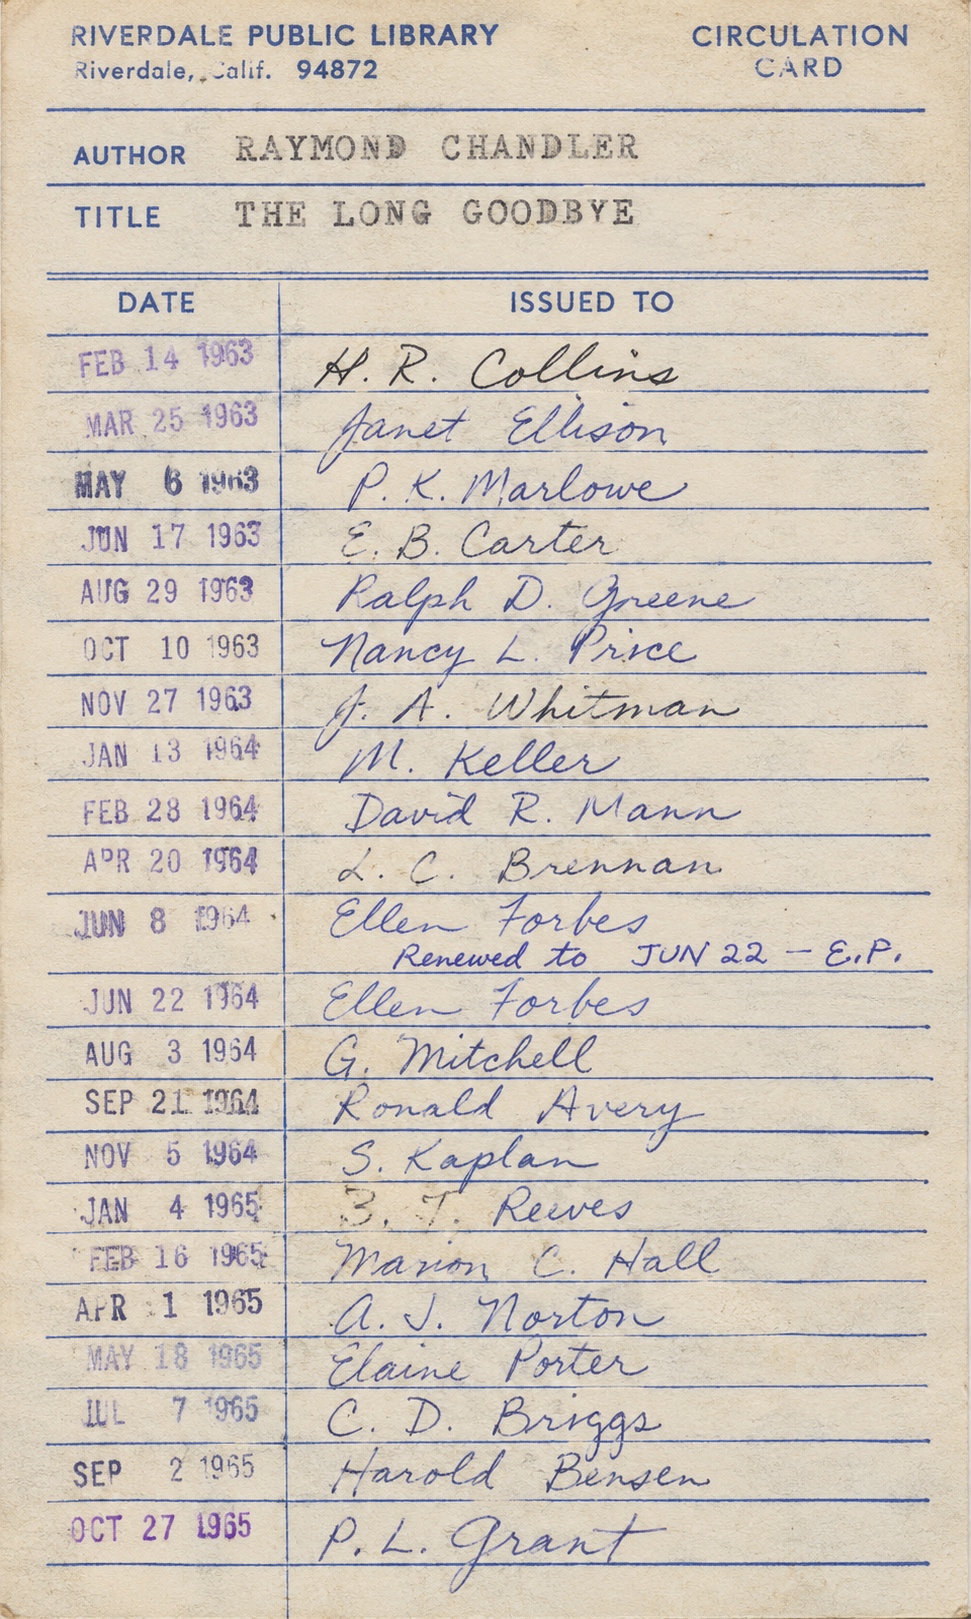 RIVERDALE PUBLIC LIBRARY
Riverdale, Calif. 94872
CIRCULATION
CARD
AUTHOR RAYMOND CHANDLER
TITLE THE LONG GOODBYE
DATE ISSUED TO
FEB 14 1963 H. R. Collins
MAR 25 1963 Janet Ellison
MAY 6 1963 P. K. Marlowe
JUN 17 1963 E. B. Carter
AUG 29 1963 Ralph D. Greene
OCT 10 1963 Nancy L. Price
NOV 27 1963 J. A. Whitman
JAN 13 1964 M. Keller
FEB 28 1964 David R. Mann
APR 20 1964 L. C. Brennan
JUN 8 1964 Ellen Forbes
Renewed to JUN 22 — E.P.
JUN 22 1964 Ellen Forbes
AUG 3 1964 G. Mitchell
SEP 21 1964 Ronald Avery
NOV 5 1964 S. Kaplan
JAN 4 1965 T. Reeves
FEB 16 1965 Marion C. Hall
APR 1 1965 A. J. Norton
MAY 18 1965 Elaine Porter
JUL 7 1965 C. D. Briggs
SEP 2 1965 Harold Bensen
OCT 27 1965 P. L. Grant